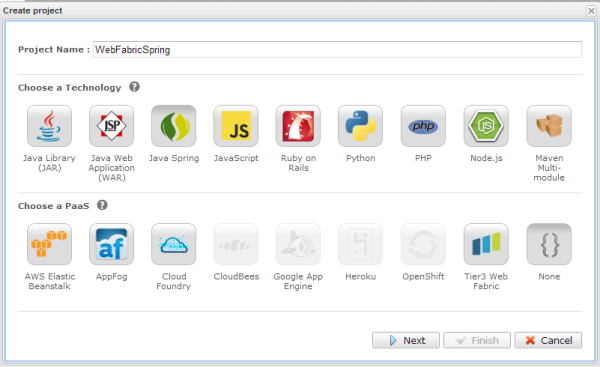 Create project
Project Name : WebFabricSpring
Choose a Technology ?
JSP JS php JS
Java Library Java Web Java Spring JavaScript Ruby on Python PHP Node.js Maven
(JAR) Application Rails Multi-
(WAR) module
Choose a PaaS ?
af {}
AWS Elastic AppFog Cloud CloudBees Google App Heroku OpenShift Tier3 Web None
Beanstalk Foundry Engine Fabric
Next Finish Cancel